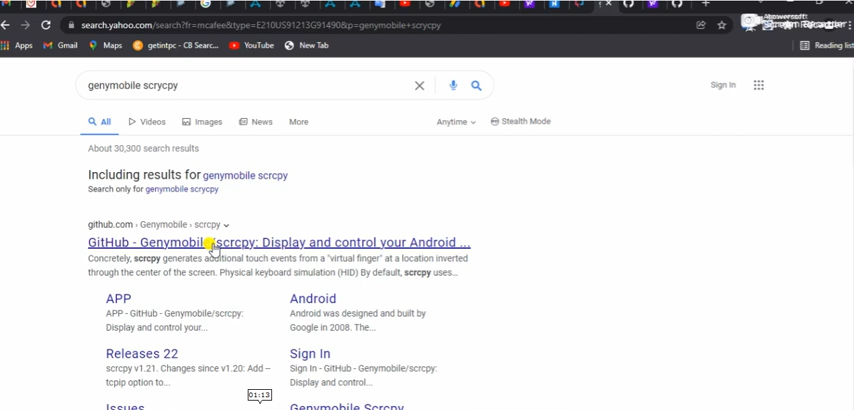 search.yahoo.com/search?fr=mcafee&type=E210US91213G91490&p=genymobile+scrycpy
Apps
Gmail
Maps
getintpc - CB Searc...
YouTube
New Tab
Reading list
genymobile scrycpy
Sign In
All
Videos
Images
News
More
Anytime
Stealth Mode
About 30,300 search results
Including results for genymobile scrcpy
Search only for genymobile scrycpy
github.com › Genymobile › scrcpy
GitHub - Genymobile/scrcpy: Display and control your Android ...
Concretely, scrcpy generates additional touch events from a "virtual finger" at a location inverted
through the center of the screen. Physical keyboard simulation (HID) By default, scrcpy uses...
APP
APP - GitHub - Genymobile/scrcpy:
Display and control your...
Android
Android was designed and built by
Google in 2008. The...
Releases 22
scrcpy v1.21. Changes since v1.20: Add --
tcpip option to...
Sign In
Sign In - GitHub - Genymobile/scrcpy:
Display and control...
01:13
Issues
Genymobile Scrcpy